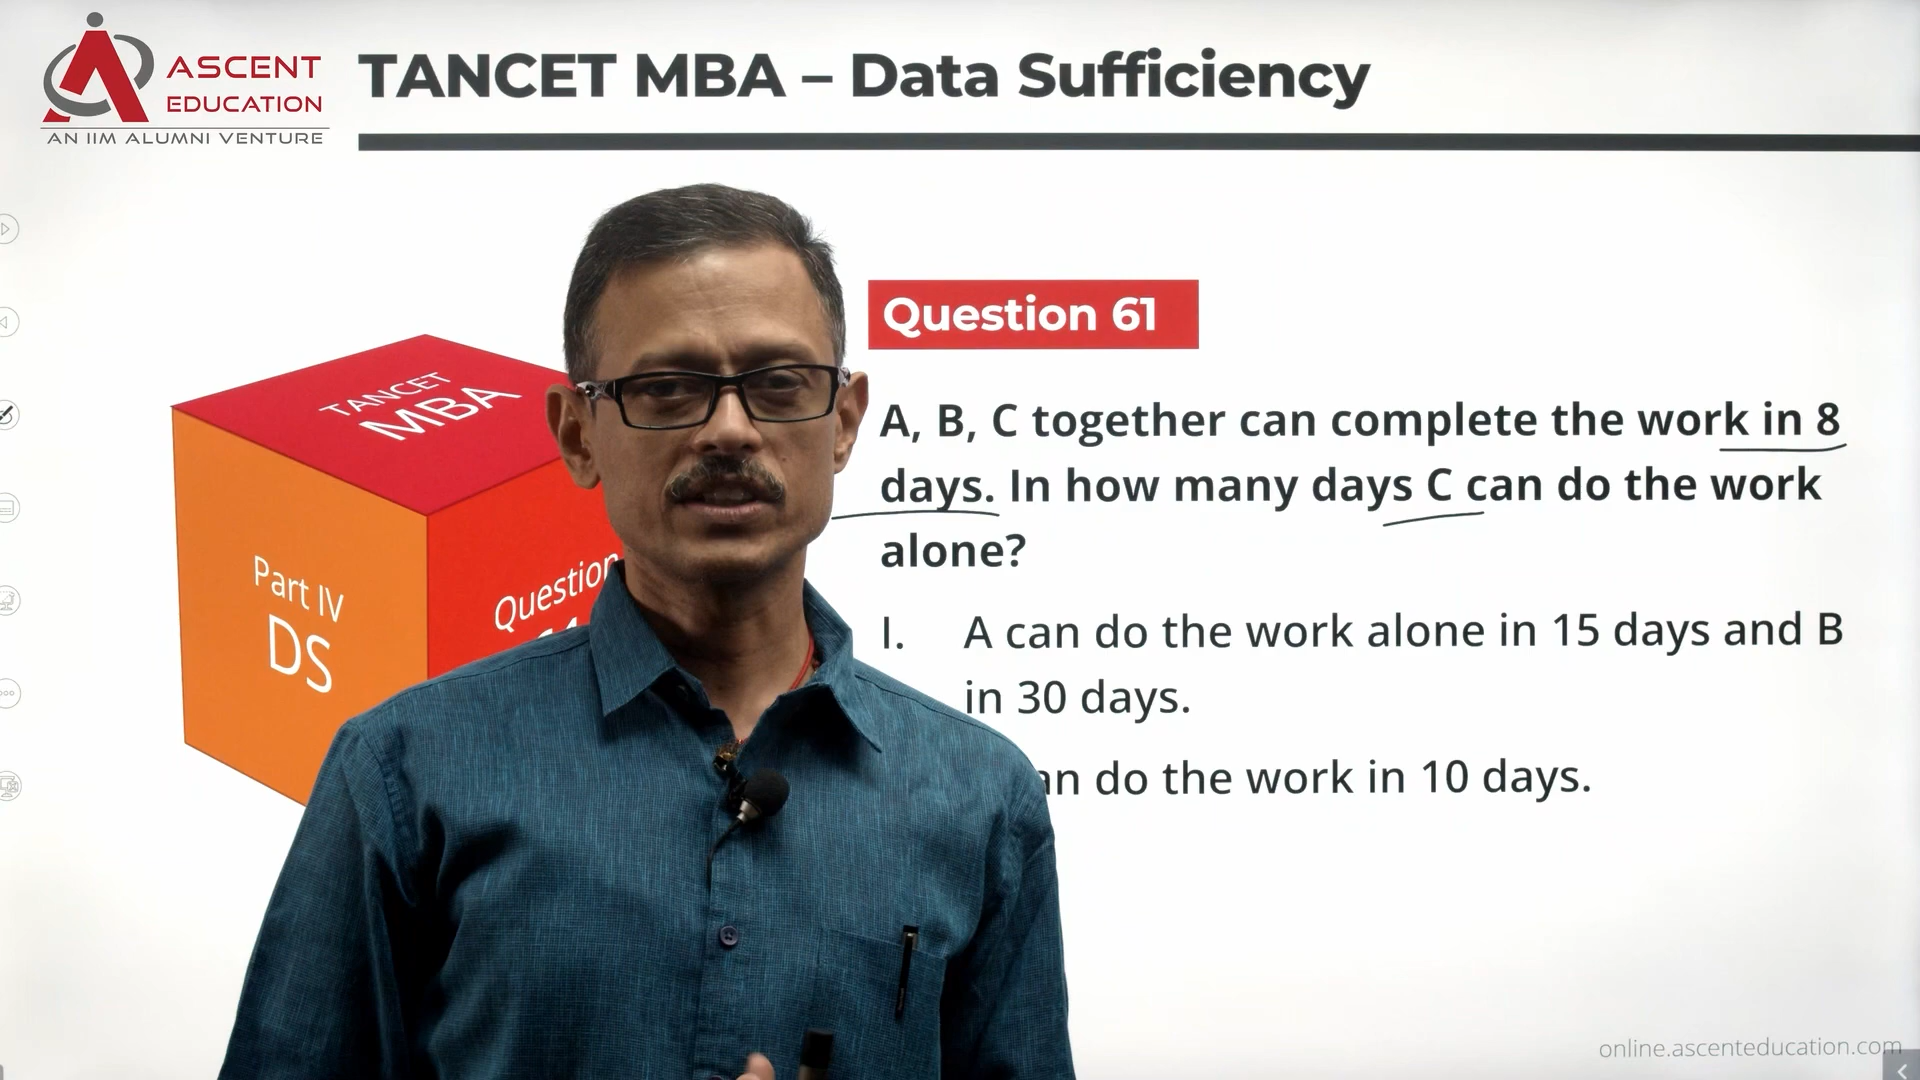 ASCENT
EDUCATION
AN IIM ALUMNI VENTURE
TANCET MBA – Data Sufficiency
TANCET
MBA
Part IV
DS
Question
Question 61
A, B, C together can complete the work in 8
days. In how many days C can do the work
alone?
I. A can do the work alone in 15 days and B
in 30 days.
do the work in 10 days.
online.ascenteducation.com